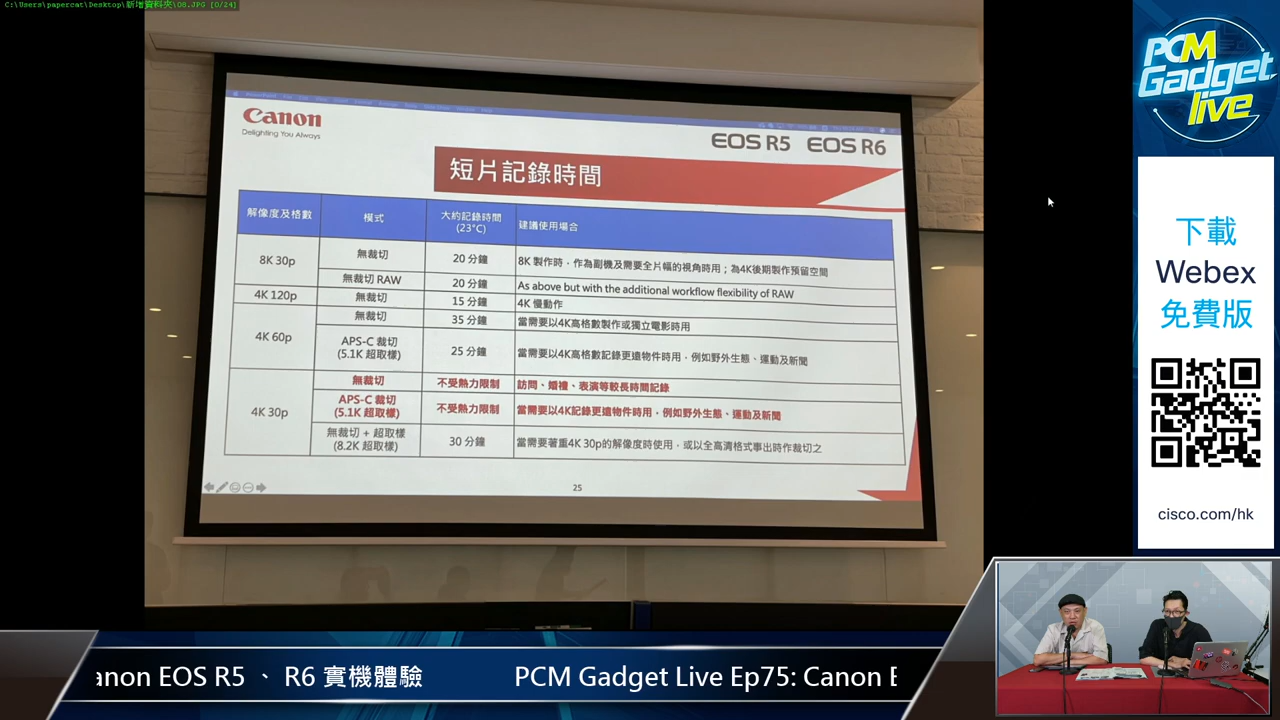 C:\Users\papercat\Desktop\新增資料夾\08.JPG [0/24]
PCM
Gadget
live
Canon
Delighting You Always
EOS R5 EOS R6
短片記錄時間
解像度及格數 模式 大約記錄時間 (23°C) 建議使用場合
8K 30p 無裁切 20 分鐘 8K 製作時，作為副機及需要全片幅的視角時用；為4K後期製作預留空間
無裁切 RAW 20 分鐘 As above but with the additional workflow flexibility of RAW
4K 120p 無裁切 15 分鐘 4K 慢動作
4K 60p 無裁切 35 分鐘 當需要以4K高格數製作或獨立電影時用
APS-C 裁切 (5.1K 超取樣) 25 分鐘 當需要以4K高格數記錄更遠物件時用，例如野外生態、運動及新聞
4K 30p 無裁切 不受熱力限制 訪問、婚禮、表演等較長時間記錄
APS-C 裁切 (5.1K 超取樣) 不受熱力限制 當需要以4K記錄更遠物件時用，例如野外生態、運動及新聞
無裁切 + 超取樣 (8.2K 超取樣) 30 分鐘 當需要著重4K 30p的解像度時使用，或以全高清格式事出時作裁切之
25
下載
Webex
免費版
cisco.com/hk
anon EOS R5 、 R6 實機體驗 PCM Gadget Live Ep75: Canon E